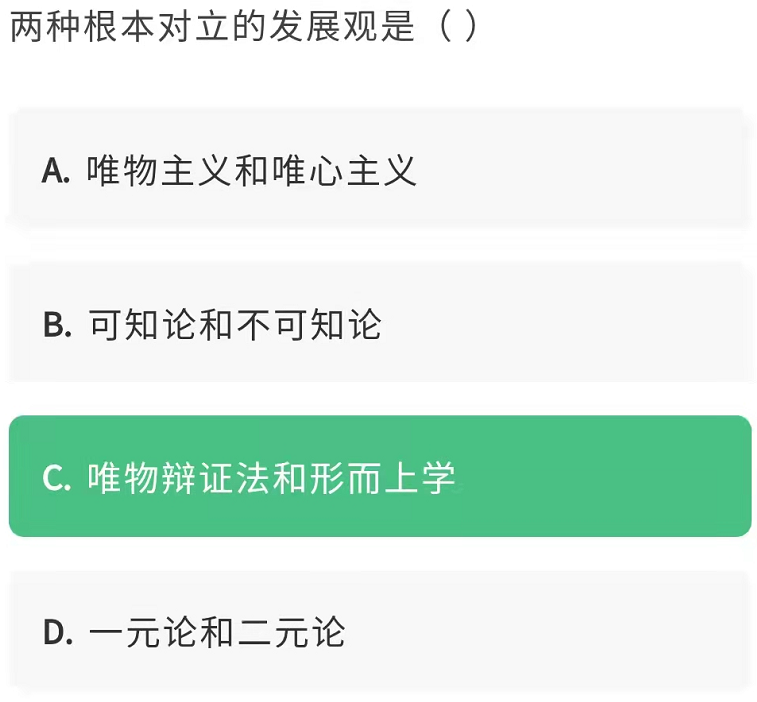 两种根本对立的发展观是（ ）
A. 唯物主义和唯心主义
B. 可知论和不可知论
C. 唯物辩证法和形而上学
D. 一元论和二元论